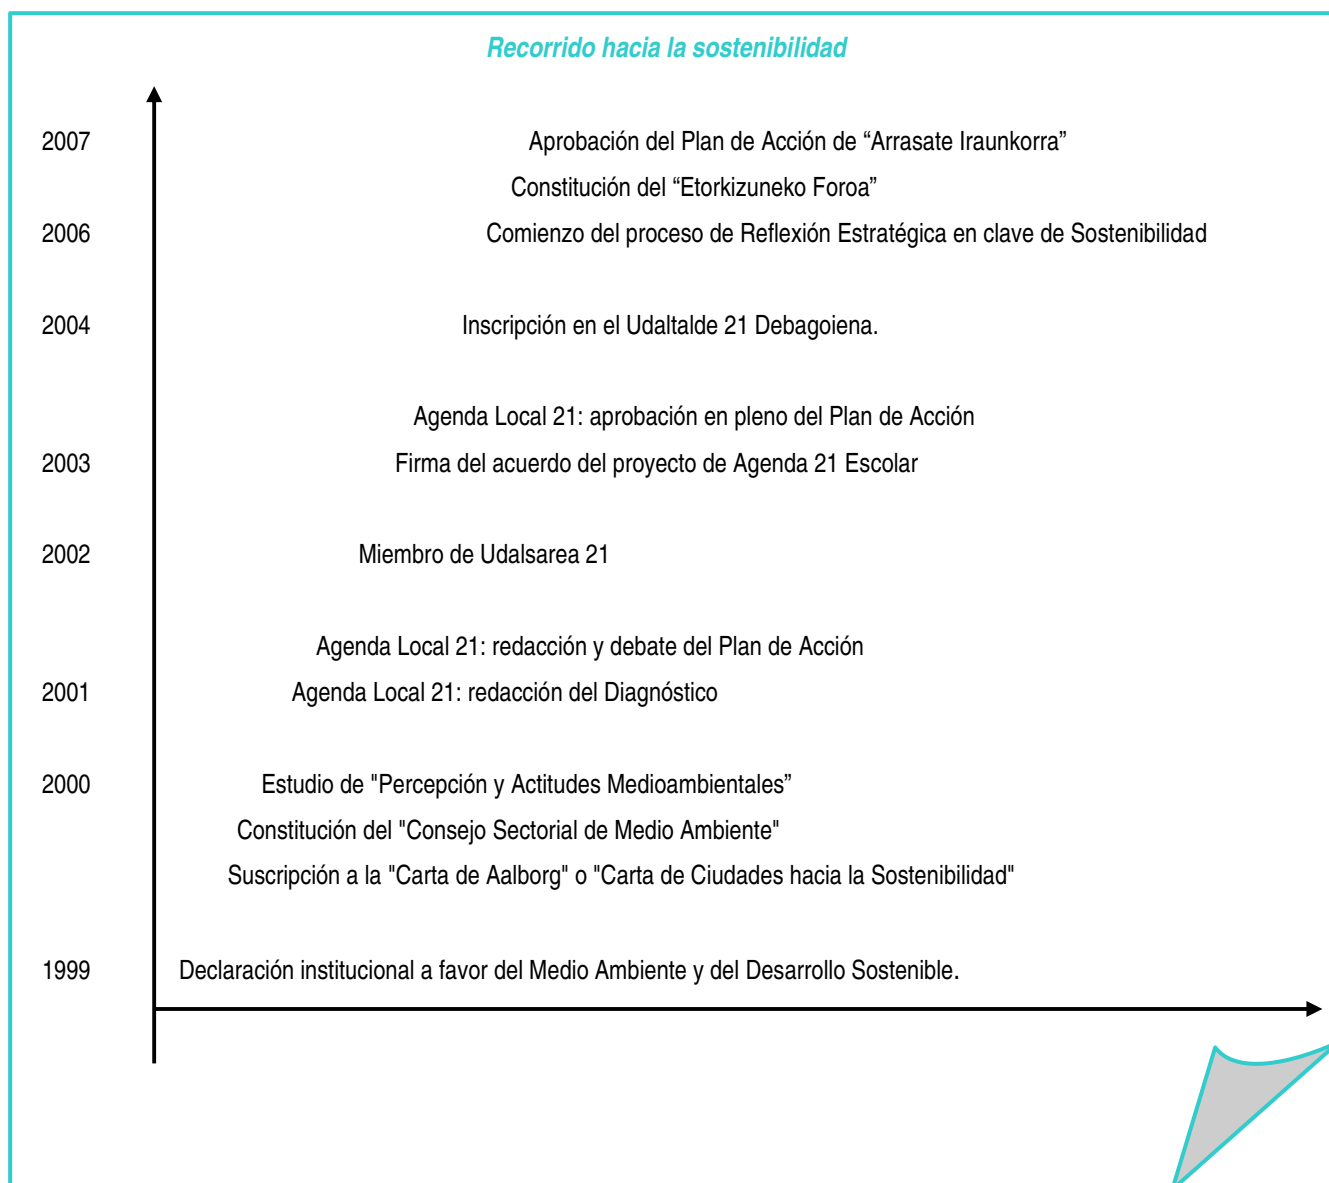 Recorrido hacia la sostenibilidad
2007 Aprobación del Plan de Acción de “Arrasate Iraunkorra”
Constitución del “Etorkizuneko Foroa”
2006 Comienzo del proceso de Reflexión Estratégica en clave de Sostenibilidad
2004 Inscripción en el Udaltalde 21 Debagoiena.
Agenda Local 21: aprobación en pleno del Plan de Acción
2003 Firma del acuerdo del proyecto de Agenda 21 Escolar
2002 Miembro de Udalsarea 21
Agenda Local 21: redacción y debate del Plan de Acción
2001 Agenda Local 21: redacción del Diagnóstico
2000 Estudio de "Percepción y Actitudes Medioambientales”
Constitución del "Consejo Sectorial de Medio Ambiente"
Suscripción a la "Carta de Aalborg" o "Carta de Ciudades hacia la Sostenibilidad"
1999 Declaración institucional a favor del Medio Ambiente y del Desarrollo Sostenible.